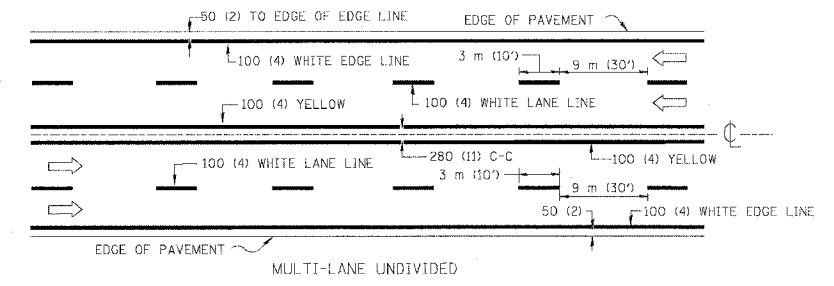 50 (2) TO EDGE OF EDGE LINE
EDGE OF PAVEMENT
100 (4) WHITE EDGE LINE
3 m (10')
9 m (30')
100 (4) YELLOW
100 (4) WHITE LANE LINE
℄
100 (4) WHITE LANE LINE
280 (11) C-C
100 (4) YELLOW
3 m (10')
9 m (30')
50 (2)
100 (4) WHITE EDGE LINE
EDGE OF PAVEMENT
MULTI-LANE UNDIVIDED